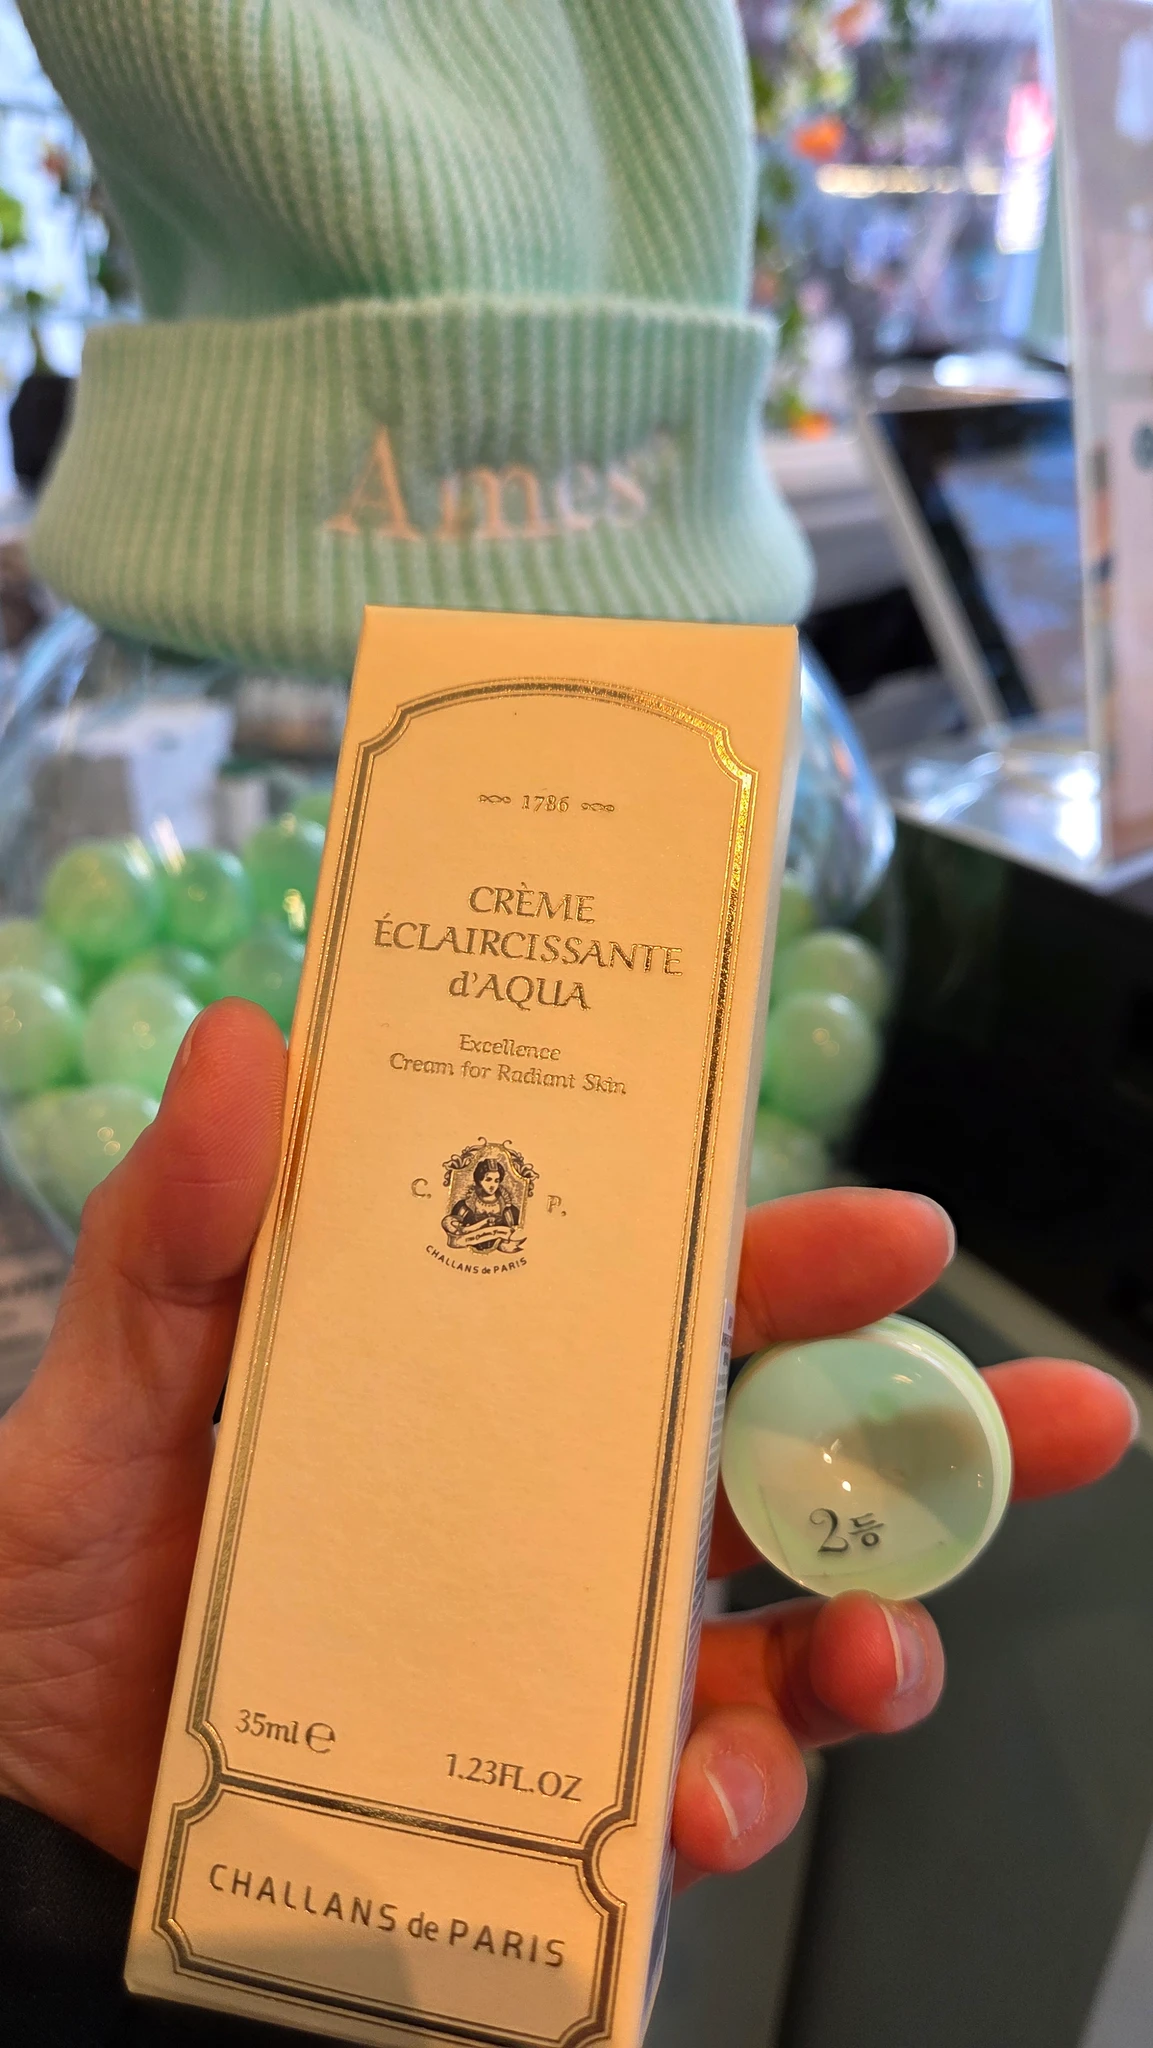 Ames
1786
CRÈME
ÉCLAIRCISSANTE
d'AQUA
Excellence
Cream for Radiant Skin
C. P.
CHALLANS de PARIS
2등
35ml ℮
1.23FL.OZ
CHALLANS de PARIS